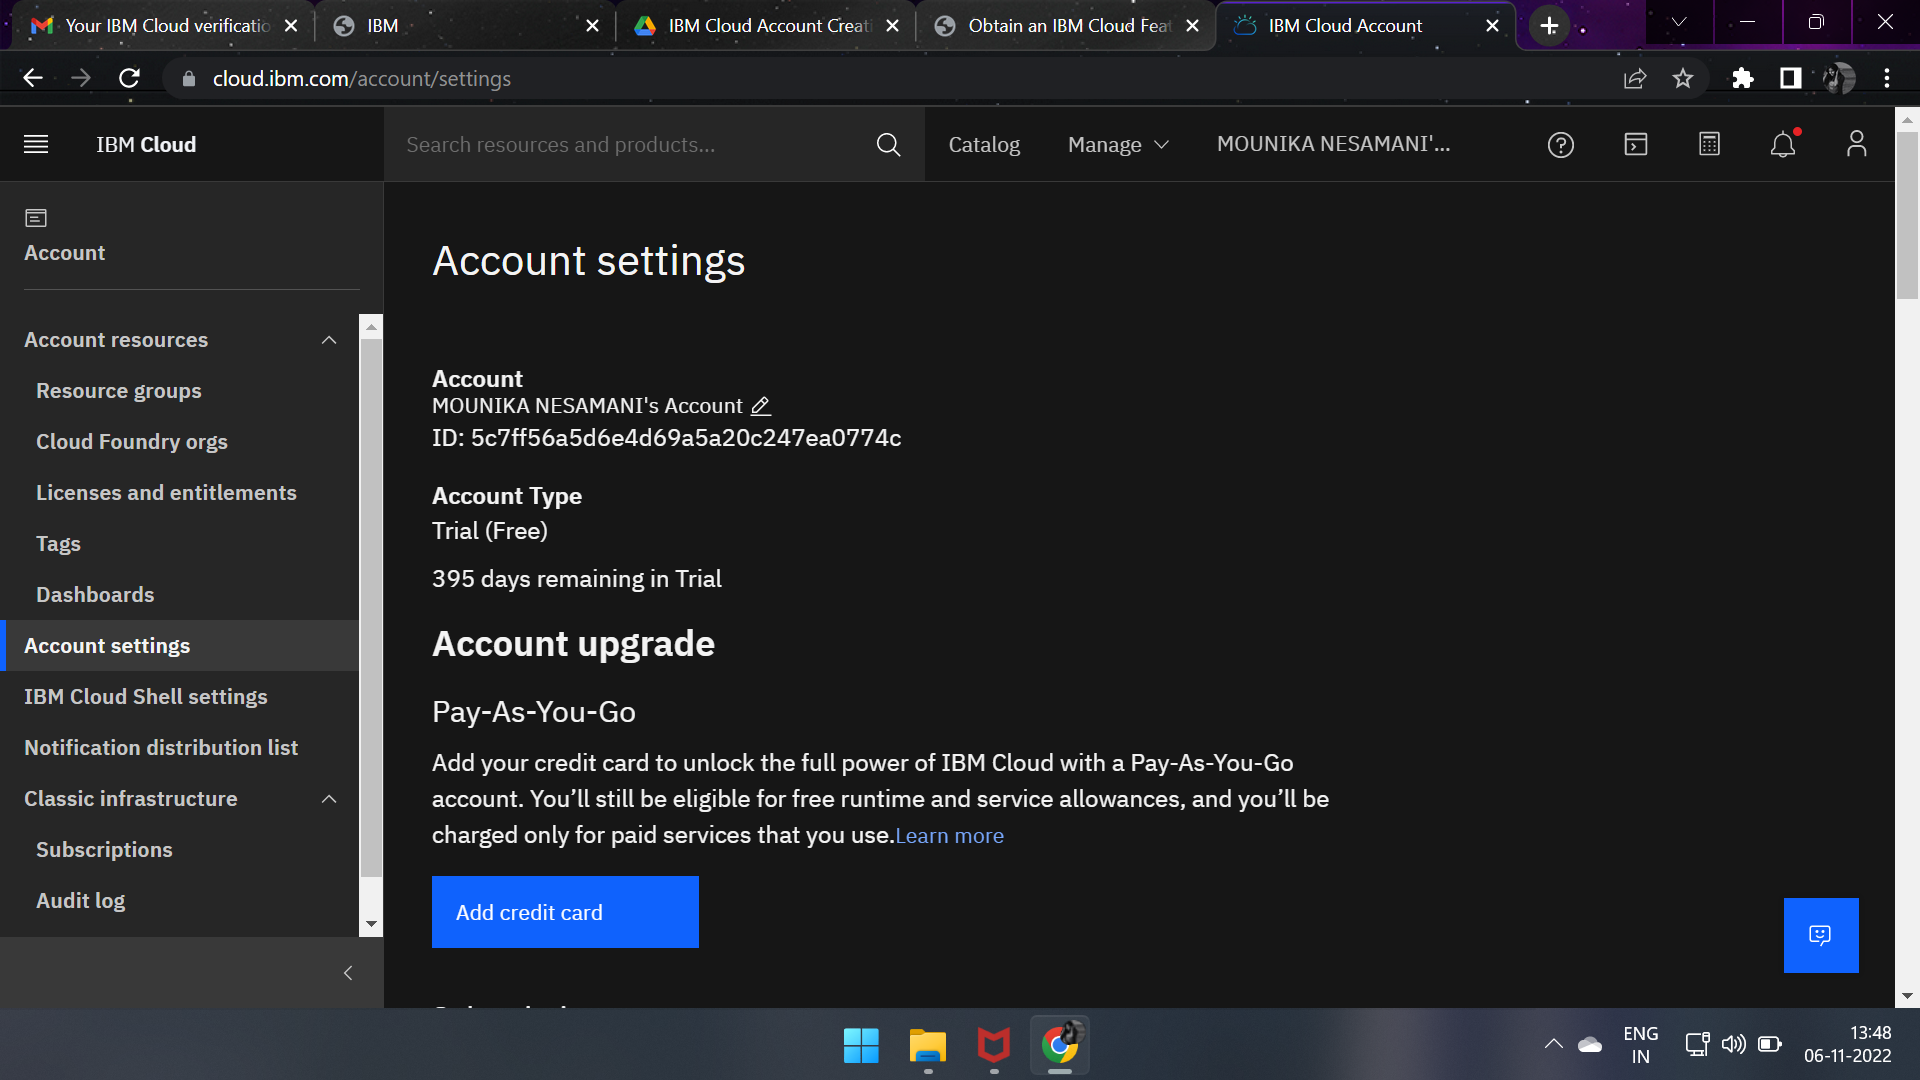 Your IBM Cloud verificatio
IBM
IBM Cloud Account Creati
Obtain an IBM Cloud Feat
IBM Cloud Account
cloud.ibm.com/account/settings
IBM Cloud
Search resources and products...
Catalog
Manage
MOUNIKA NESAMANI'...
Account
Account resources
Resource groups
Cloud Foundry orgs
Licenses and entitlements
Tags
Dashboards
Account settings
IBM Cloud Shell settings
Notification distribution list
Classic infrastructure
Subscriptions
Audit log
Account settings
Account
MOUNIKA NESAMANI's Account
ID: 5c7ff56a5d6e4d69a5a20c247ea0774c
Account Type
Trial (Free)
395 days remaining in Trial
Account upgrade
Pay-As-You-Go
Add your credit card to unlock the full power of IBM Cloud with a Pay-As-You-Go
account. You’ll still be eligible for free runtime and service allowances, and you’ll be
charged only for paid services that you use.Learn more
Add credit card
ENG
IN
13:48
06-11-2022